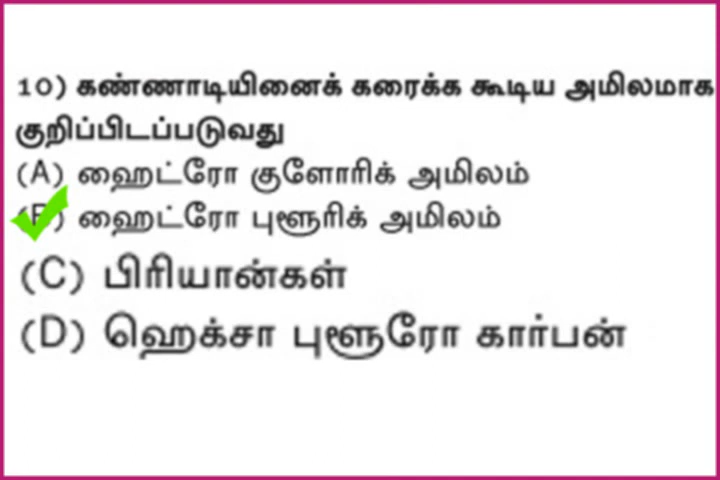 10) கண்ணாடியினைக் கரைக்க கூடிய அமிலமாக
குறிப்பிடப்படுவது
(A) ஹைட்ரோ குளோரிக் அமிலம்
(B) ஹைட்ரோ புளூரிக் அமிலம்
(C) பிரியான்கள்
(D) ஹெக்சா புளூரோ கார்பன்